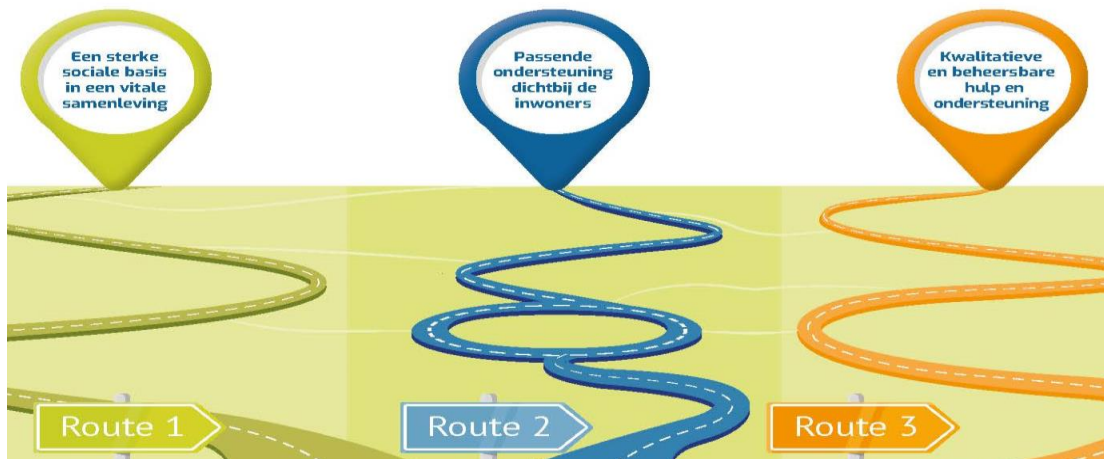 Een sterke
sociale basis
in een vitale
samenleving
Passende
ondersteuning
dichtbij de
inwoners
Kwalitatieve
en beheersbare
hulp en
ondersteuning
Route 1
Route 2
Route 3